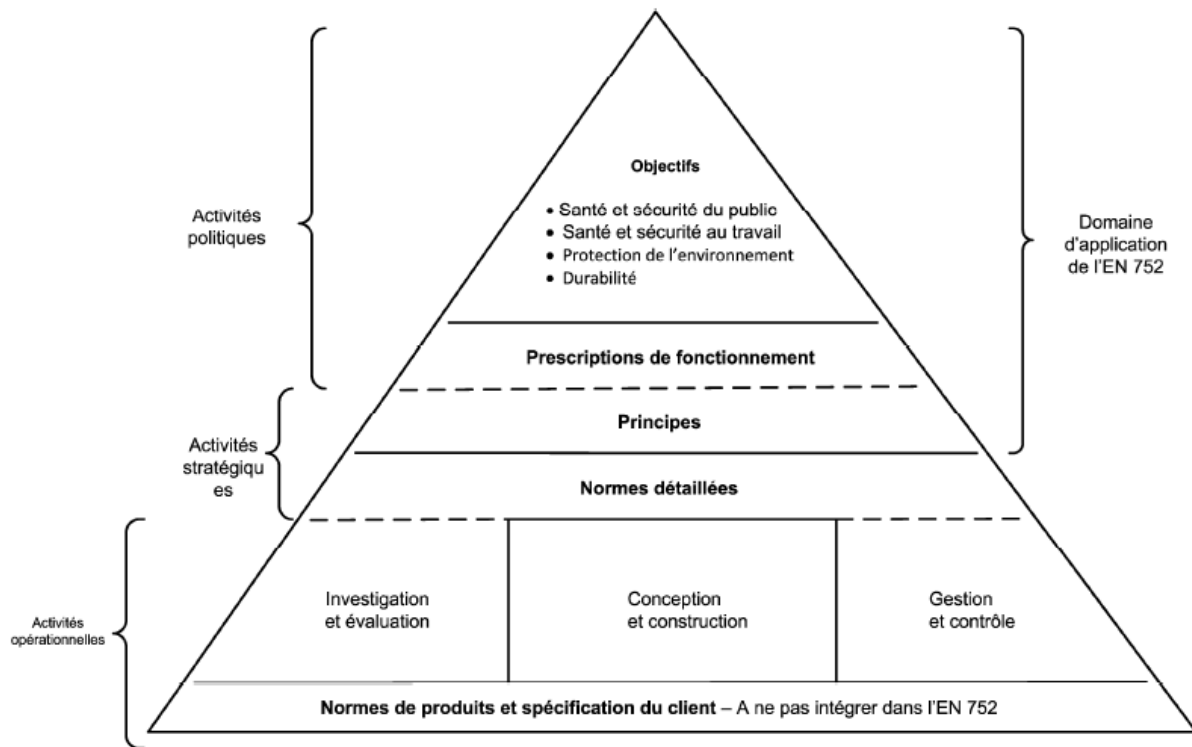 Objectifs
• Santé et sécurité du public
• Santé et sécurité au travail
• Protection de l'environnement
• Durabilité
Activités
politiques
Domaine
d'application
de l'EN 752
Prescriptions de fonctionnement
Principes
Activités
stratégiqu
es
Normes détaillées
Investigation
et évaluation
Conception
et construction
Gestion
et contrôle
Activités
opérationnelles
Normes de produits et spécification du client – A ne pas intégrer dans l'EN 752